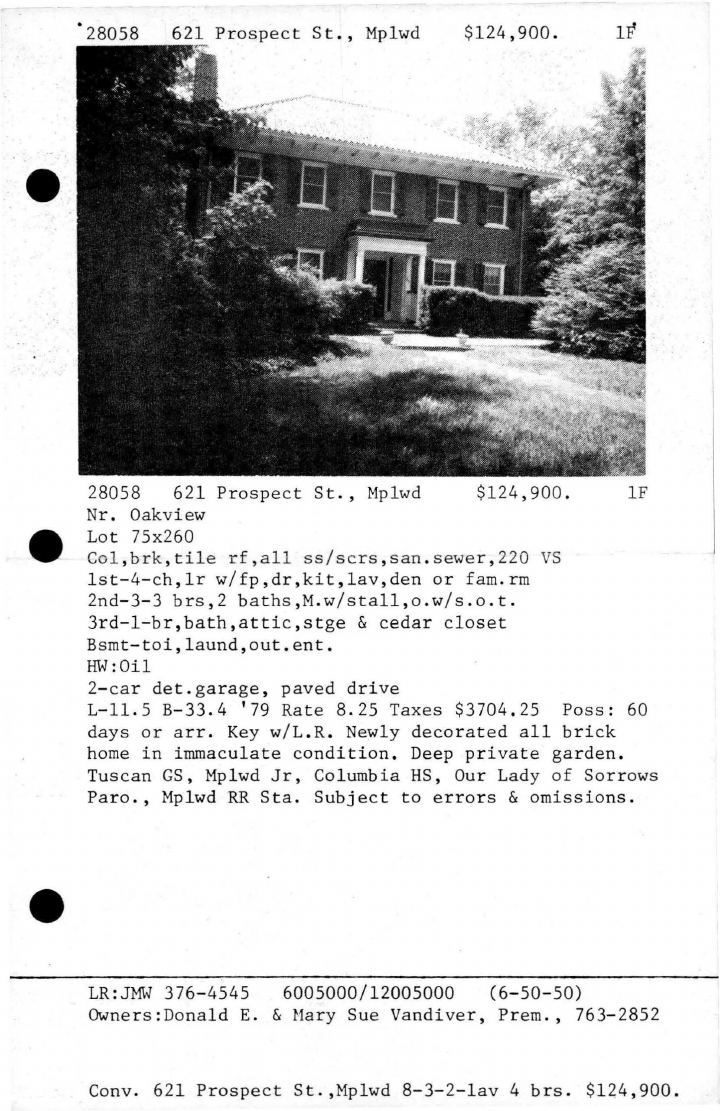 28058 621 Prospect St., Mplwd $124,900. 1F
28058 621 Prospect St., Mplwd $124,900. 1F
Nr. Oakview
Lot 75x260
Col,brk,tile rf,all ss/scrs,san.sewer,220 VS
1st-4-ch,lr w/fp,dr,kit,lav,den or fam.rm
2nd-3-3 brs,2 baths,M.w/stall,o.w/s.o.t.
3rd-1-br,bath,attic,stge & cedar closet
Bsmt-toi,laund,out.ent.
HW:Oil
2-car det.garage, paved drive
L-11.5 B-33.4 '79 Rate 8.25 Taxes $3704.25 Poss: 60
days or arr. Key w/L.R. Newly decorated all brick
home in immaculate condition. Deep private garden.
Tuscan GS, Mplwd Jr, Columbia HS, Our Lady of Sorrows
Paro., Mplwd RR Sta. Subject to errors & omissions.
LR:JMW 376-4545 6005000/12005000 (6-50-50)
Owners:Donald E. & Mary Sue Vandiver, Prem., 763-2852
Conv. 621 Prospect St.,Mplwd 8-3-2-lav 4 brs. $124,900.